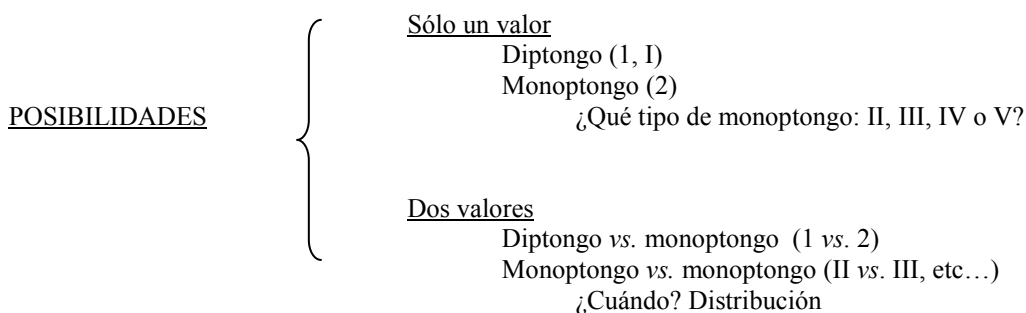 Sólo un valor
Diptongo (1, I)
Monoptongo (2)
¿Qué tipo de monoptongo: II, III, IV o V?
POSIBILIDADES
Dos valores
Diptongo vs. monoptongo (1 vs. 2)
Monoptongo vs. monoptongo (II vs. III, etc…)
¿Cuándo? Distribución